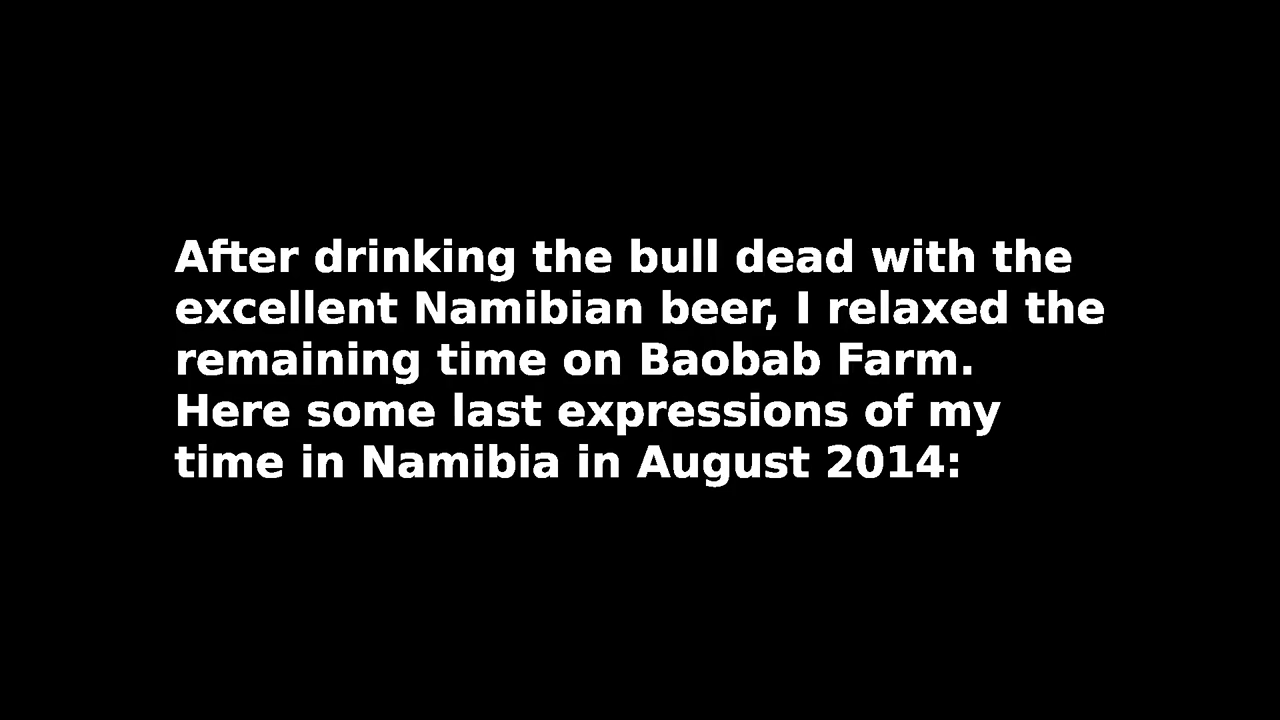 After drinking the bull dead with the
excellent Namibian beer, I relaxed the
remaining time on Baobab Farm.
Here some last expressions of my
time in Namibia in August 2014: